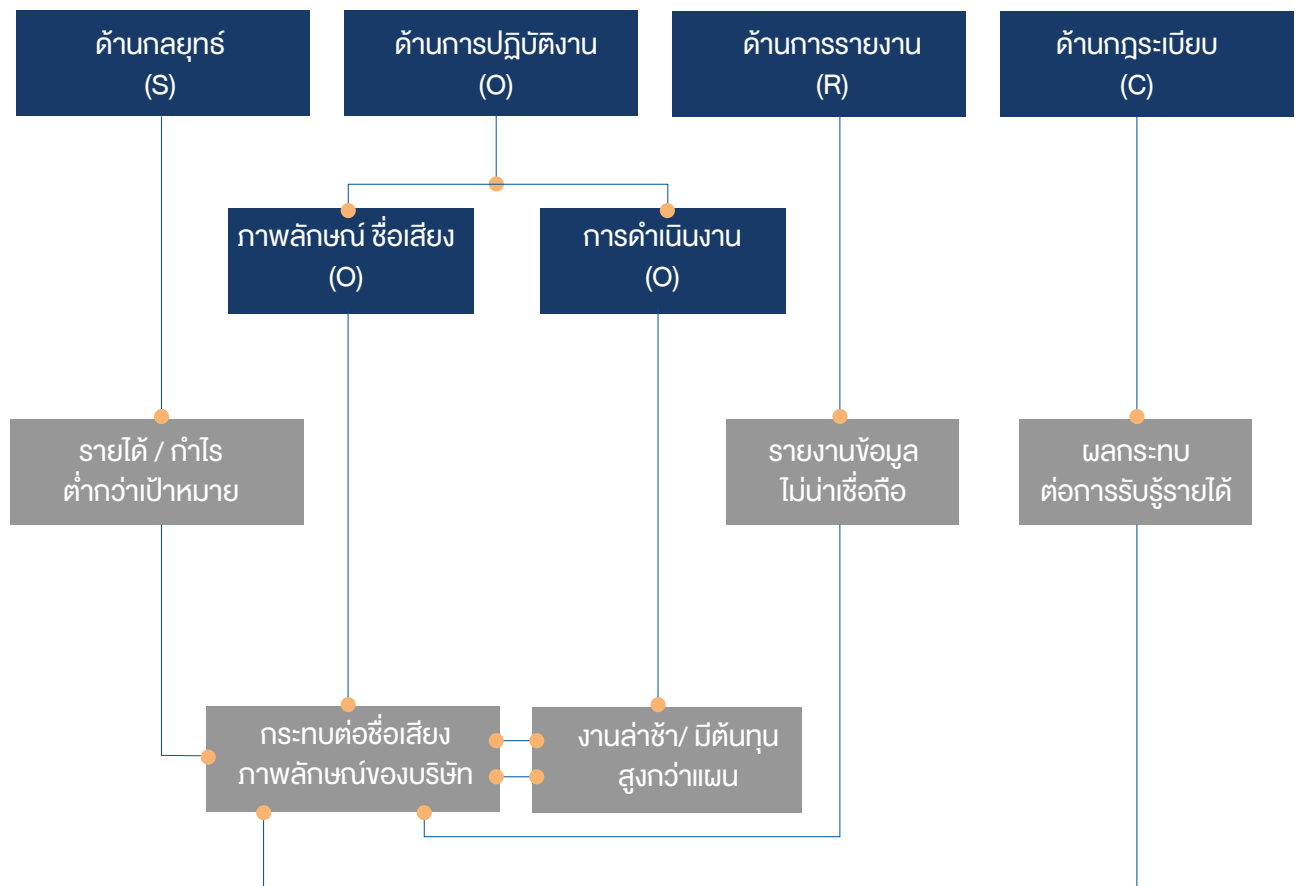 ด้านกลยุทธ์
(S)
ด้านการปฏิบัติงาน
(O)
ด้านการรายงาน
(R)
ด้านกฎระเบียบ
(C)
ภาพลักษณ์ ชื่อเสียง
(O)
การดำเนินงาน
(O)
รายได้ / กำไร
ต่ำกว่าเป้าหมาย
รายงานข้อมูล
ไม่น่าเชื่อถือ
ผลกระทบ
ต่อการรับรู้รายได้
กระทบต่อชื่อเสียง
ภาพลักษณ์ของบริษัท
งานล่าช้า/ มีต้นทุน
สูงกว่าแผน